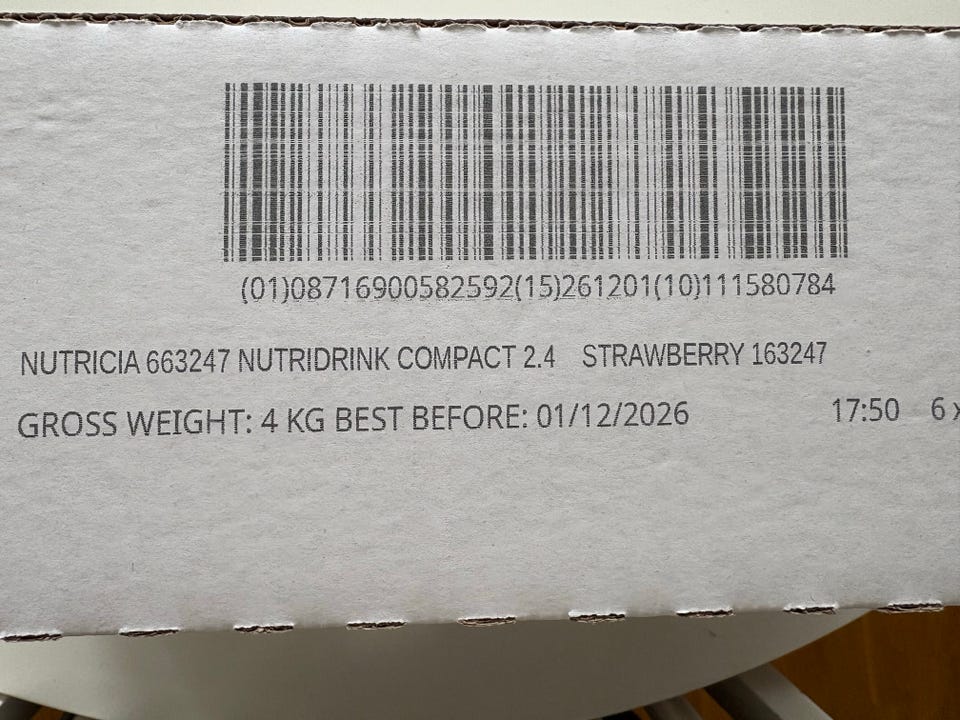 (01)08716900582592(15)261201(10)111580784
NUTRICIA 663247 NUTRIDRINK COMPACT 2.4 STRAWBERRY 163247
GROSS WEIGHT: 4 KG BEST BEFORE: 01/12/2026 17:50 6 x